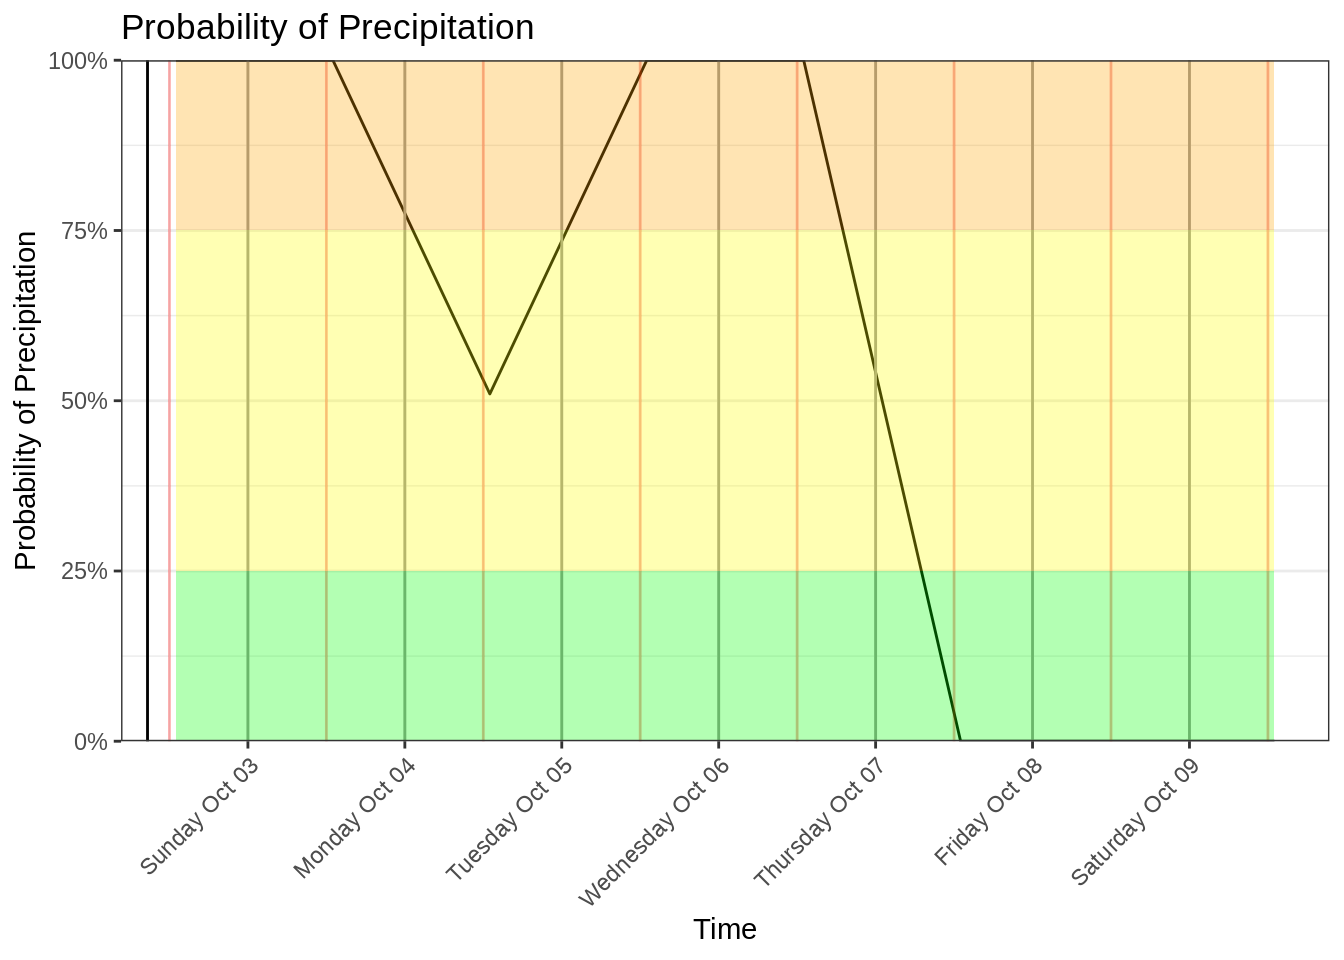 Probability of Precipitation
Probability of Precipitation
100%
75%
50%
25%
0%
Sunday Oct 03
Monday Oct 04
Tuesday Oct 05
Wednesday Oct 06
Thursday Oct 07
Friday Oct 08
Saturday Oct 09
Time